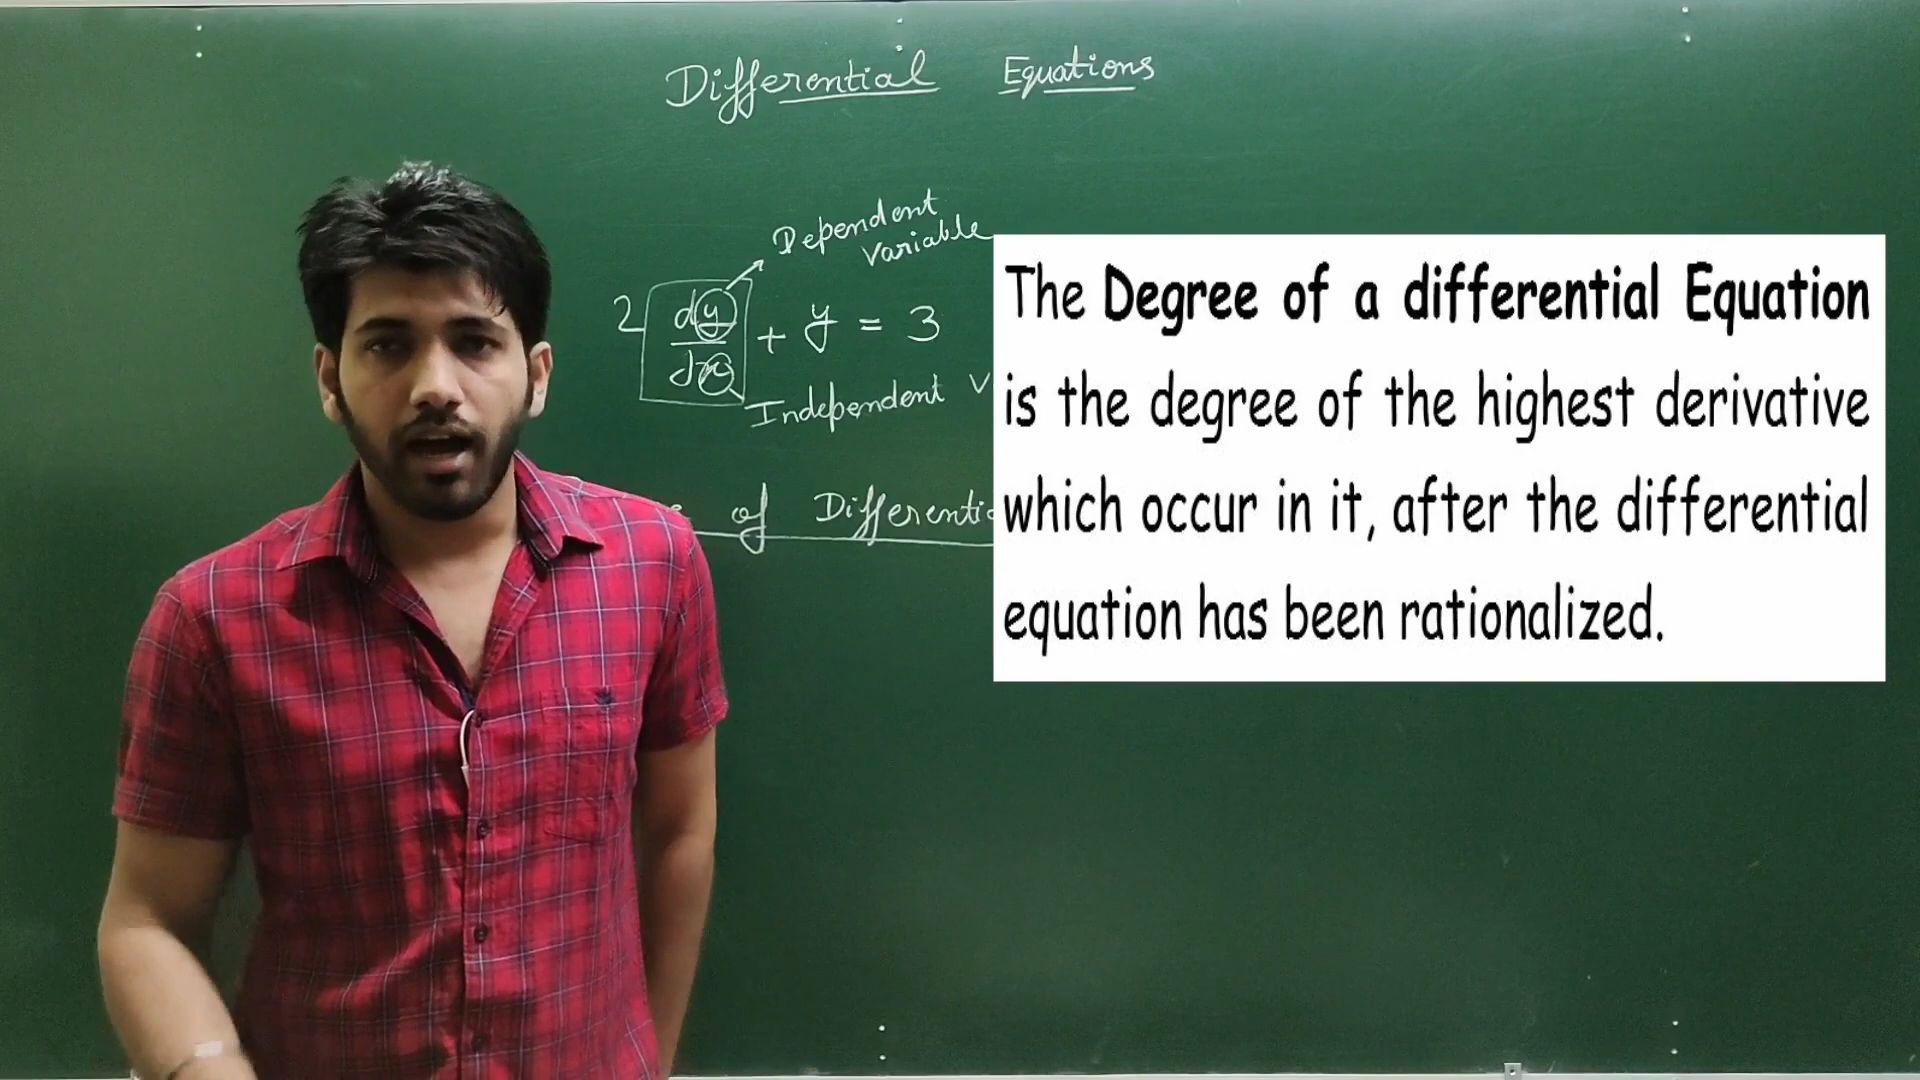 Differential Equations
Dependent
Variable
2 dy/dx + y = 3
Independent V
of Differentia
The Degree of a differential Equation
is the degree of the highest derivative
which occur in it, after the differential
equation has been rationalized.